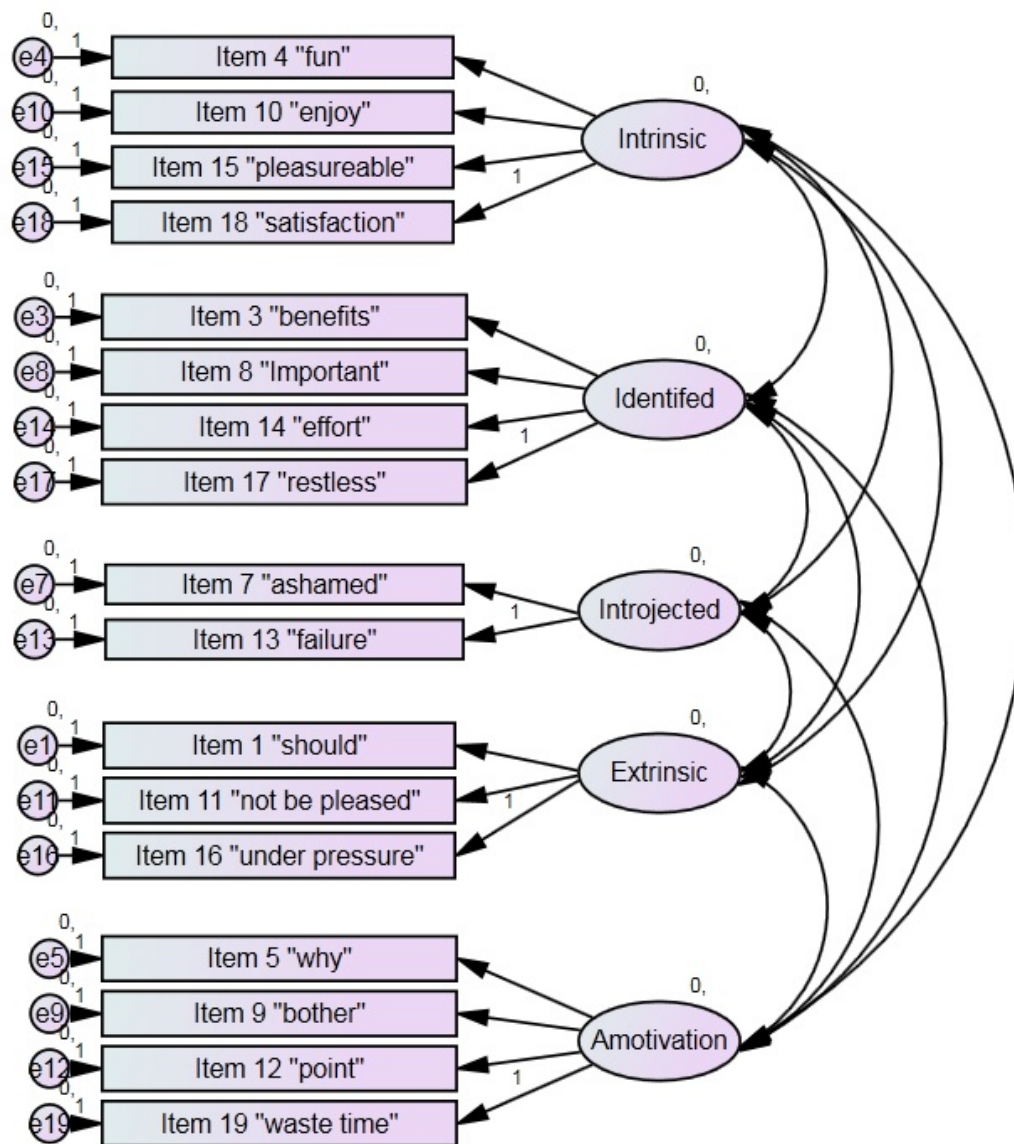 0,
e4 1 Item 4 "fun"
0,
e10 1 Item 10 "enjoy"
0,
e15 1 Item 15 "pleasureable"
0,
e18 1 Item 18 "satisfaction"
1
0,
Intrinsic
0,
e3 1 Item 3 "benefits"
0,
e8 1 Item 8 "Important"
0,
e14 1 Item 14 "effort"
0,
e17 1 Item 17 "restless"
1
0,
Identifed
0,
e7 1 Item 7 "ashamed"
0,
e13 1 Item 13 "failure"
1
0,
Introjected
0,
e1 1 Item 1 "should"
0,
e11 1 Item 11 "not be pleased"
0,
e16 1 Item 16 "under pressure"
1
0,
Extrinsic
0,
e5 1 Item 5 "why"
0,
e9 1 Item 9 "bother"
0,
e12 1 Item 12 "point"
0,
e19 1 Item 19 "waste time"
1
0,
Amotivation